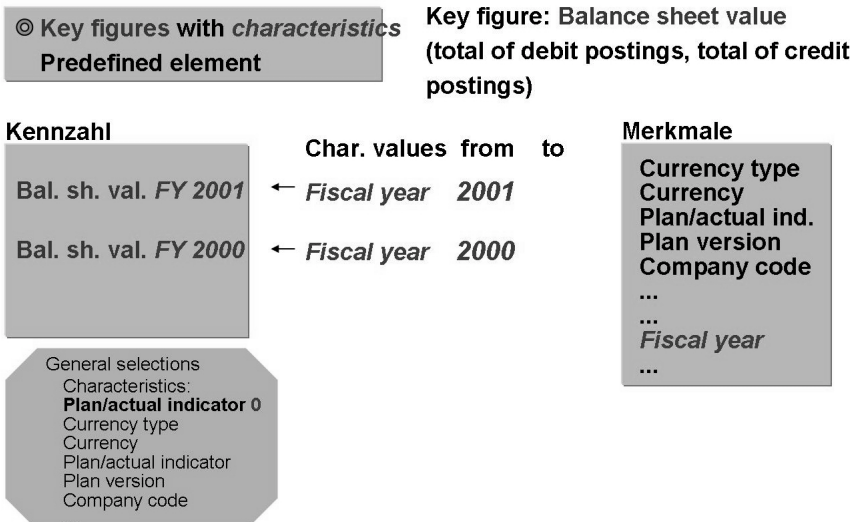 ◎ Key figures with characteristics
Predefined element
Key figure: Balance sheet value
(total of debit postings, total of credit
postings)
Kennzahl
Char. values from to
Merkmale
Bal. sh. val. FY 2001 ← Fiscal year 2001
Bal. sh. val. FY 2000 ← Fiscal year 2000
Currency type
Currency
Plan/actual ind.
Plan version
Company code
...
...
Fiscal year
...
General selections
Characteristics:
Plan/actual indicator 0
Currency type
Currency
Plan/actual indicator
Plan version
Company code